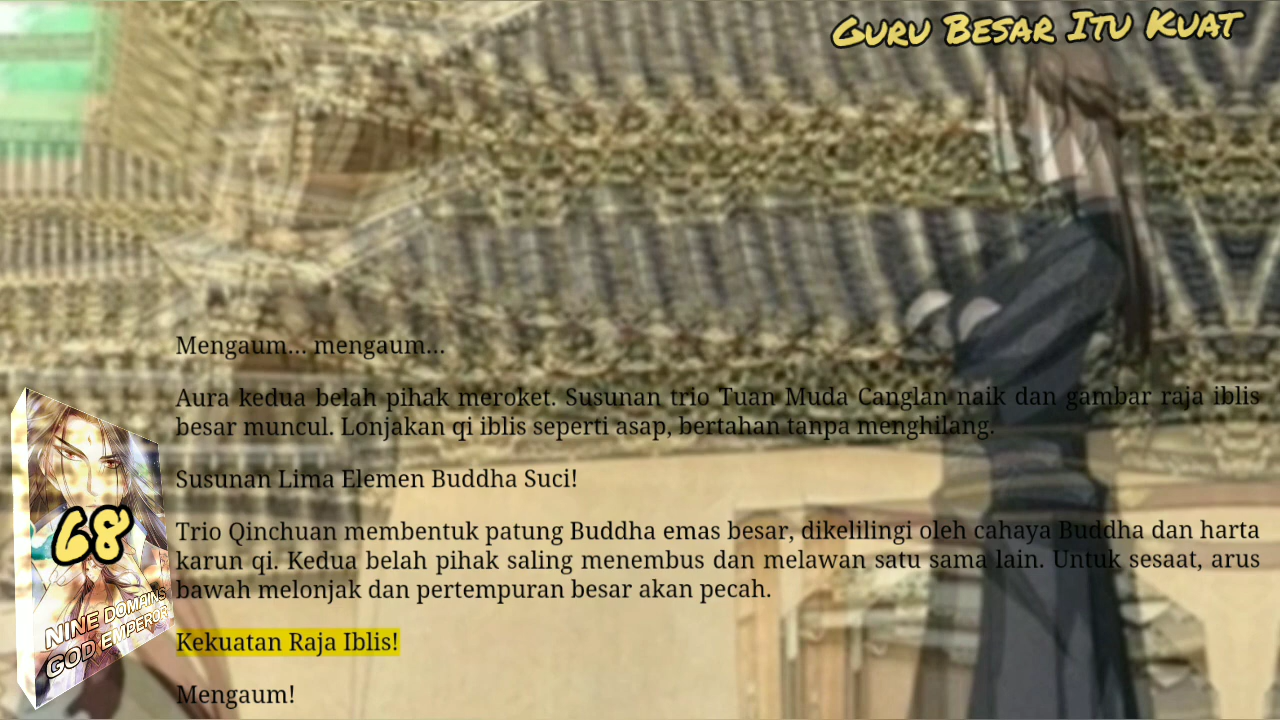 Guru Besar Itu Kuat
Mengaum... mengaum...
Aura kedua belah pihak meroket. Susunan trio Tuan Muda Canglan naik dan gambar raja iblis
besar muncul. Lonjakan qi iblis seperti asap, bertahan tanpa menghilang.
Susunan Lima Elemen Buddha Suci!
Trio Qinchuan membentuk patung Buddha emas besar, dikelilingi oleh cahaya Buddha dan harta
karun qi. Kedua belah pihak saling menembus dan melawan satu sama lain. Untuk sesaat, arus
bawah melonjak dan pertempuran besar akan pecah.
Kekuatan Raja Iblis!
Mengaum!
68
NINE DOMAINS
GOD EMPEROR